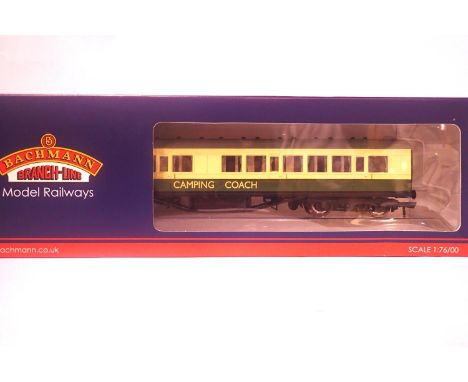 BACHMANN
BRANCH-LINE
Model Railways
CAMPING COACH
achmann.co.uk
SCALE 1:76/00